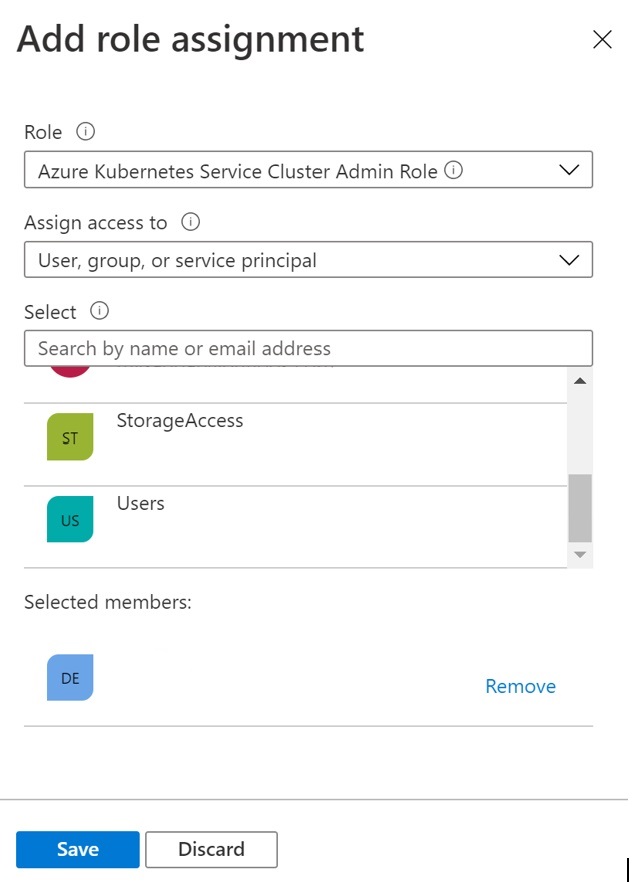 Add role assignment
Role
Azure Kubernetes Service Cluster Admin Role
Assign access to
User, group, or service principal
Select
Search by name or email address
ST
StorageAccess
US
Users
Selected members:
DE
Remove
Save
Discard